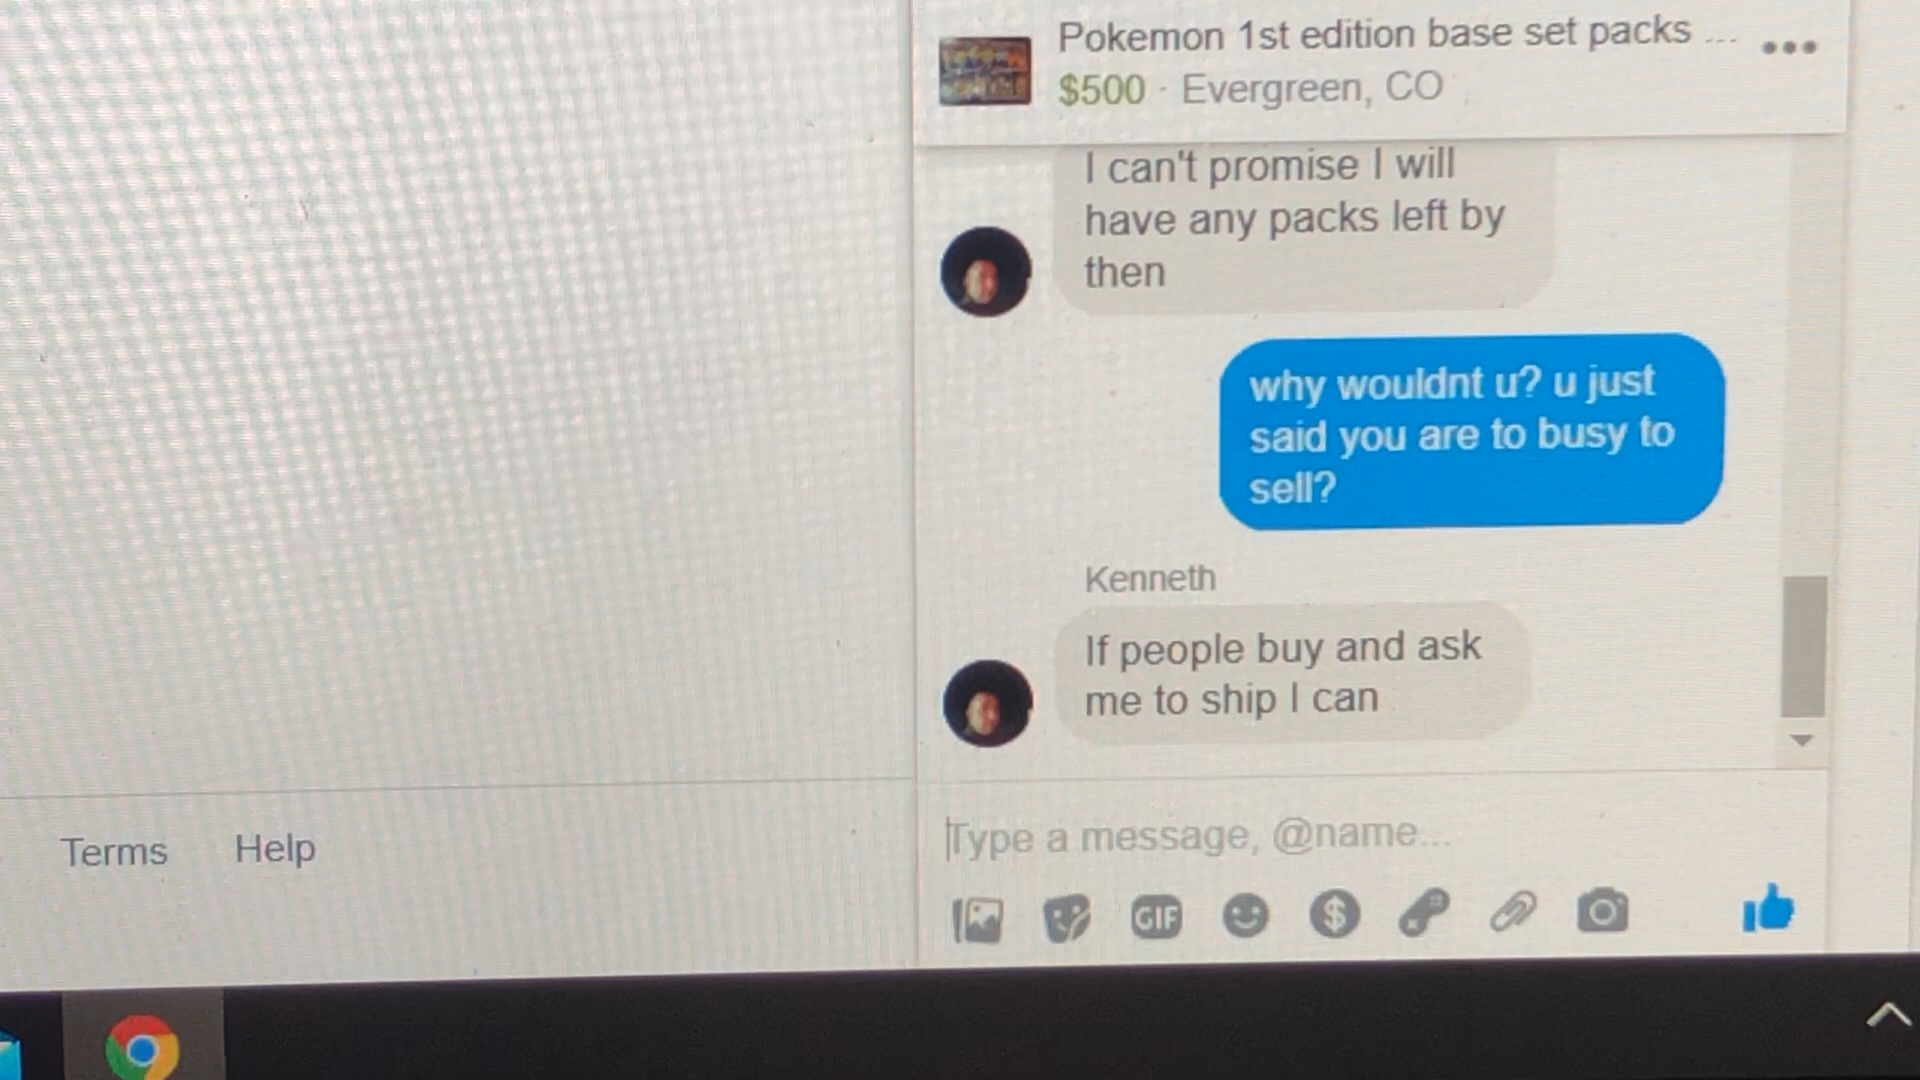 Pokemon 1st edition base set packs ...
$500 · Evergreen, CO
I can't promise I will
have any packs left by
then
why wouldnt u? u just
said you are to busy to
sell?
Kenneth
If people buy and ask
me to ship I can
Type a message, @name...
Terms Help
GIF